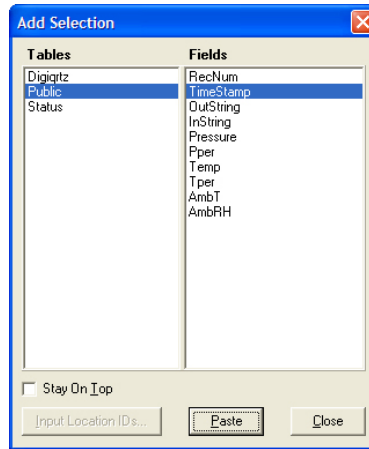 Add Selection
Tables
Fields
Digiqrtz
Public
Status
RecNum
TimeStamp
OutString
InString
Pressure
Pper
Temp
Tper
AmbT
AmbRH
Stay On Top
Input Location IDs...
Paste
Close